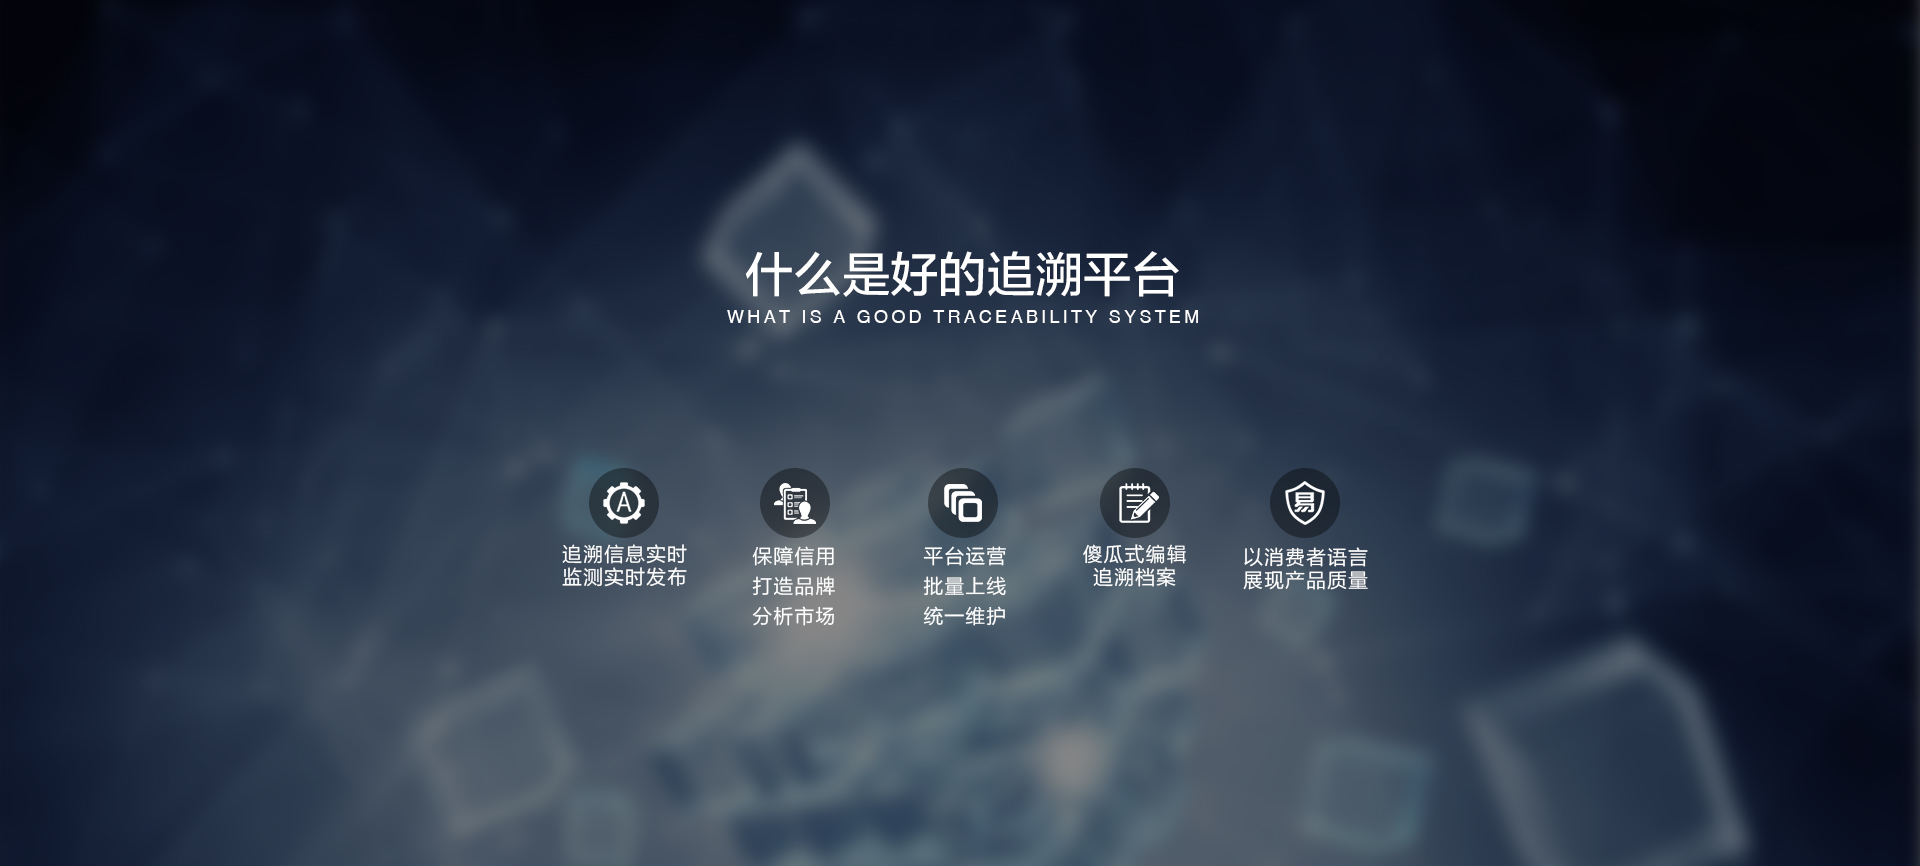 什么是好的追溯平台
WHAT IS A GOOD TRACEABILITY SYSTEM
A
易
追溯信息实时
监测实时发布
保障信用
打造品牌
分析市场
平台运营
批量上线
统一维护
傻瓜式编辑
追溯档案
以消费者语言
展现产品质量